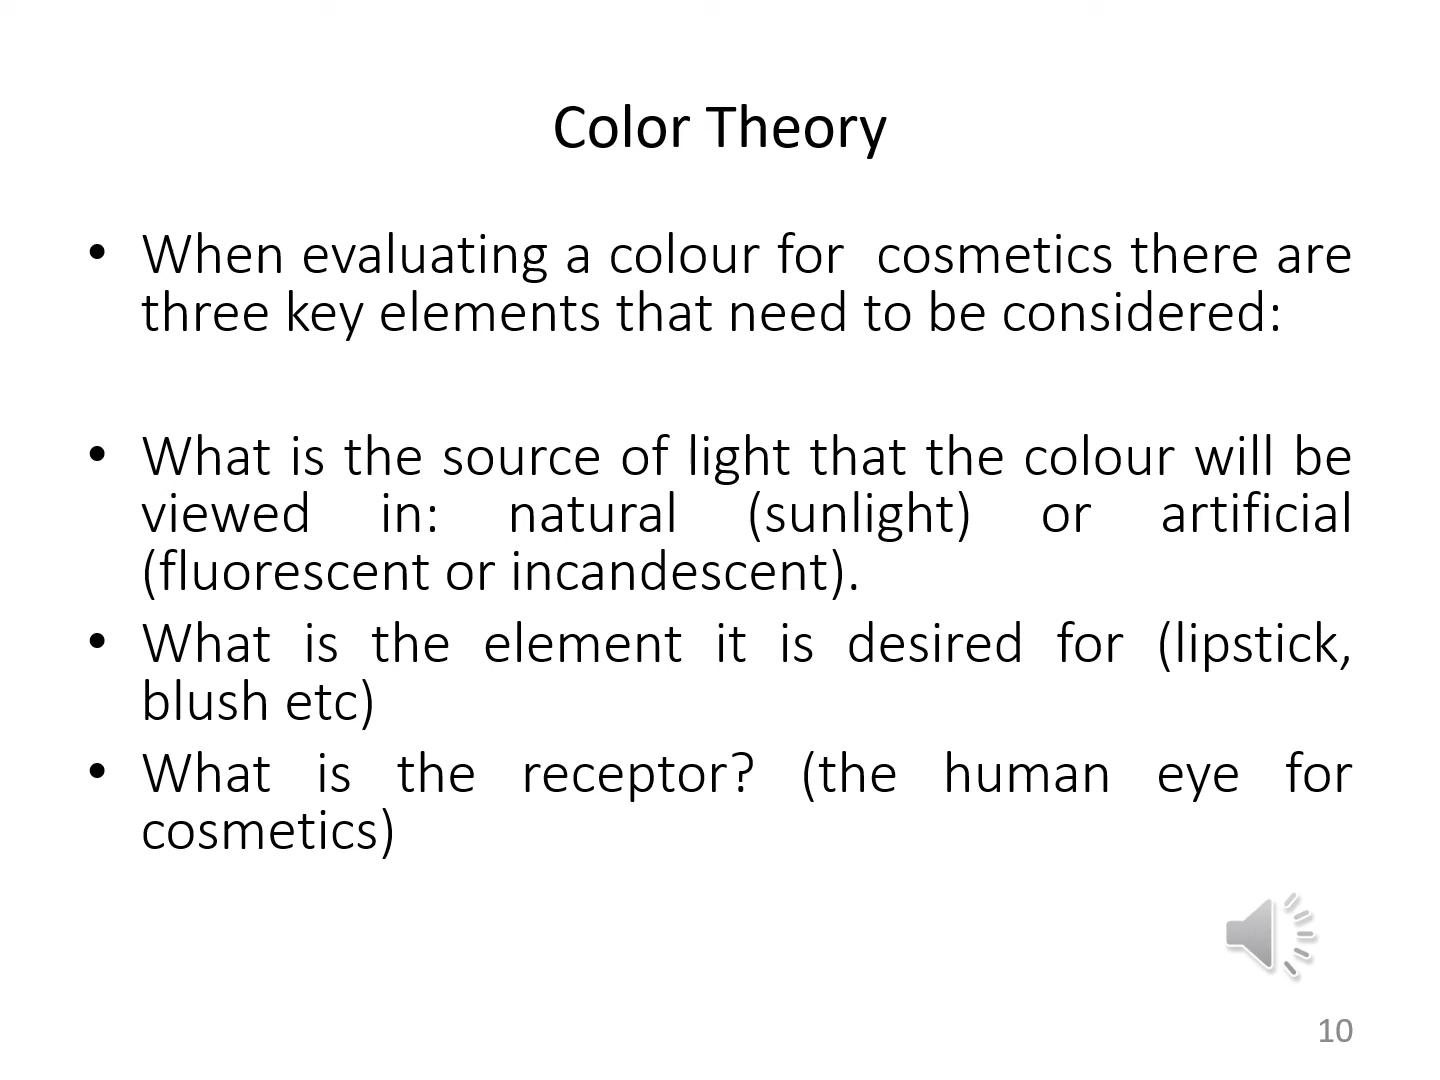 Color Theory
• When evaluating a colour for  cosmetics there are
three key elements that need to be considered:
• What is the source of light that the colour will be
viewed in: natural (sunlight) or artificial
(fluorescent or incandescent).
• What is the element it is desired for (lipstick,
blush etc)
• What is the receptor? (the human eye for
cosmetics)
10